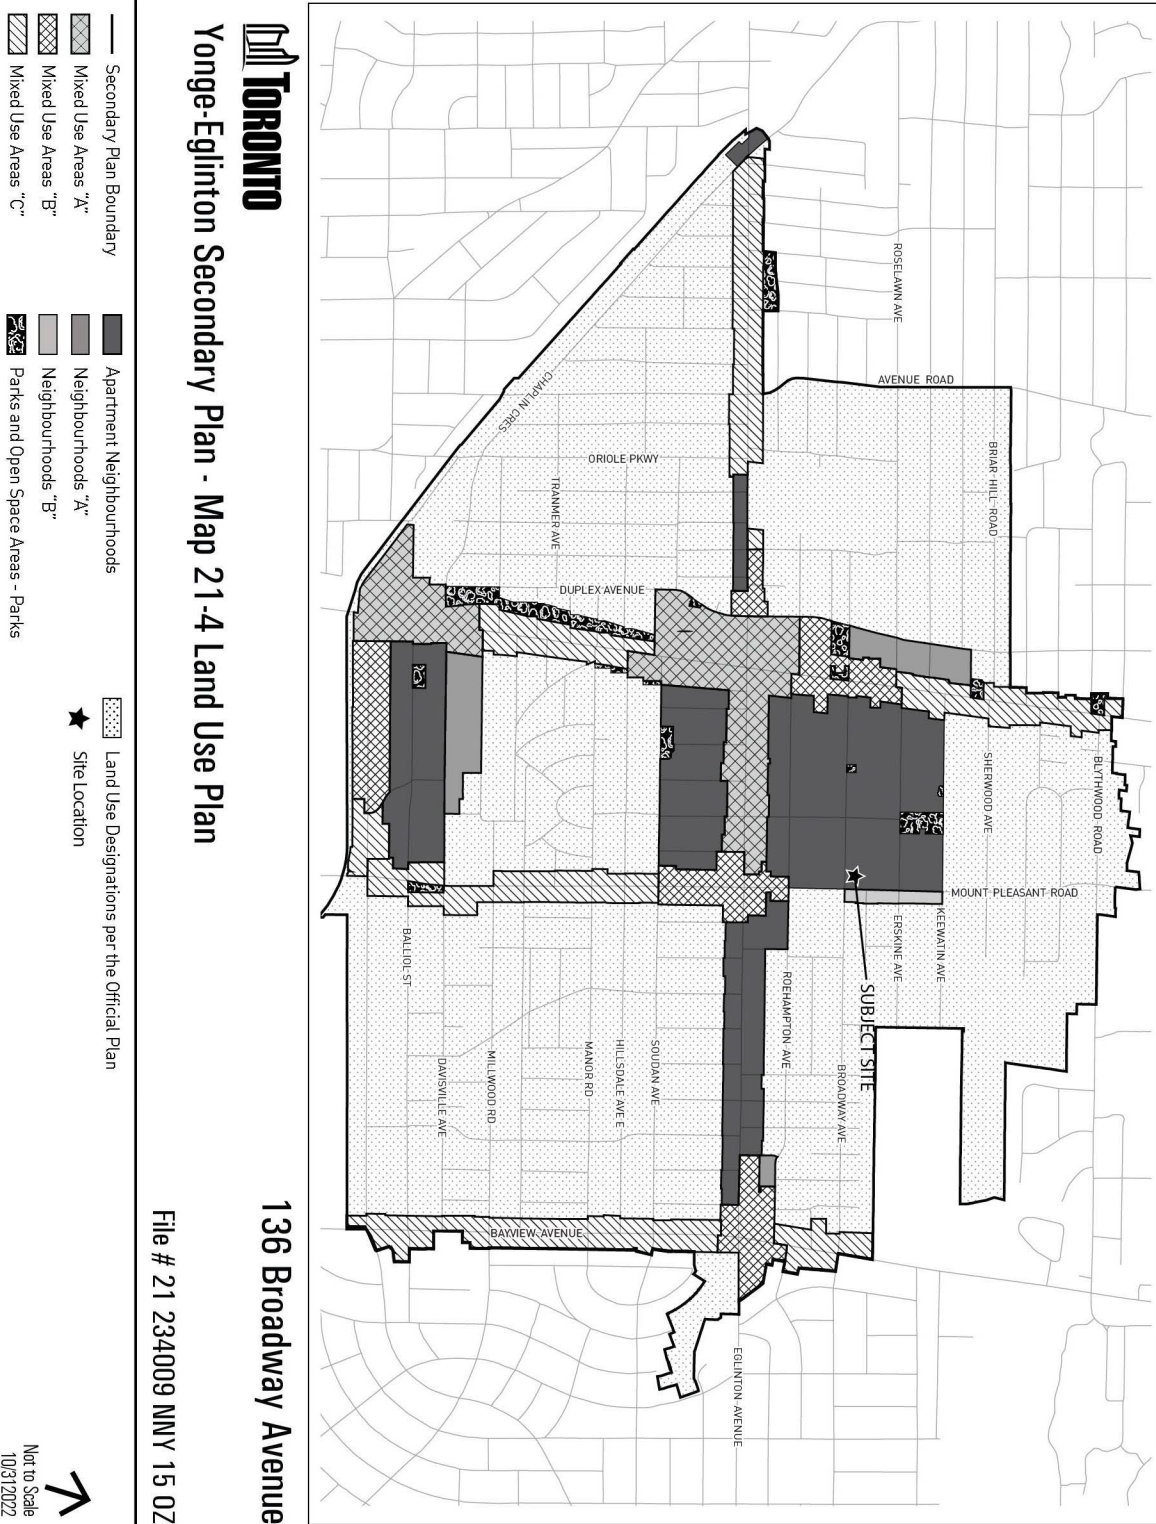 ROSELAWN AVE
AVENUE ROAD
BRIAR HILL ROAD
CHAPLIN CRES
ORIOLE PKWY
TRANMER AVE
DUPLEX AVENUE
BLYTHWOOD ROAD
SHERWOOD AVE
MOUNT PLEASANT ROAD
KEEWATIN AVE
ERSKINE AVE
SUBJECT SITE
ROEHAMPTON AVE
BROADWAY AVE
BALLIOL ST
SOUDAN AVE
HILLSDALE AVE E
MANOR RD
MILLWOOD RD
DAVISVILLE AVE
BAYVIEW AVENUE
EGLINTON AVENUE
TORONTO
136 Broadway Avenue
Yonge-Eglinton Secondary Plan - Map 21-4 Land Use Plan
File # 21 234009 NNY 15 OZ
Secondary Plan Boundary
Mixed Use Areas "A"
Mixed Use Areas "B"
Mixed Use Areas "C"
Apartment Neighbourhoods
Neighbourhoods "A"
Neighbourhoods "B"
Parks and Open Space Areas - Parks
Land Use Designations per the Official Plan
Site Location
Not to Scale
10/312022